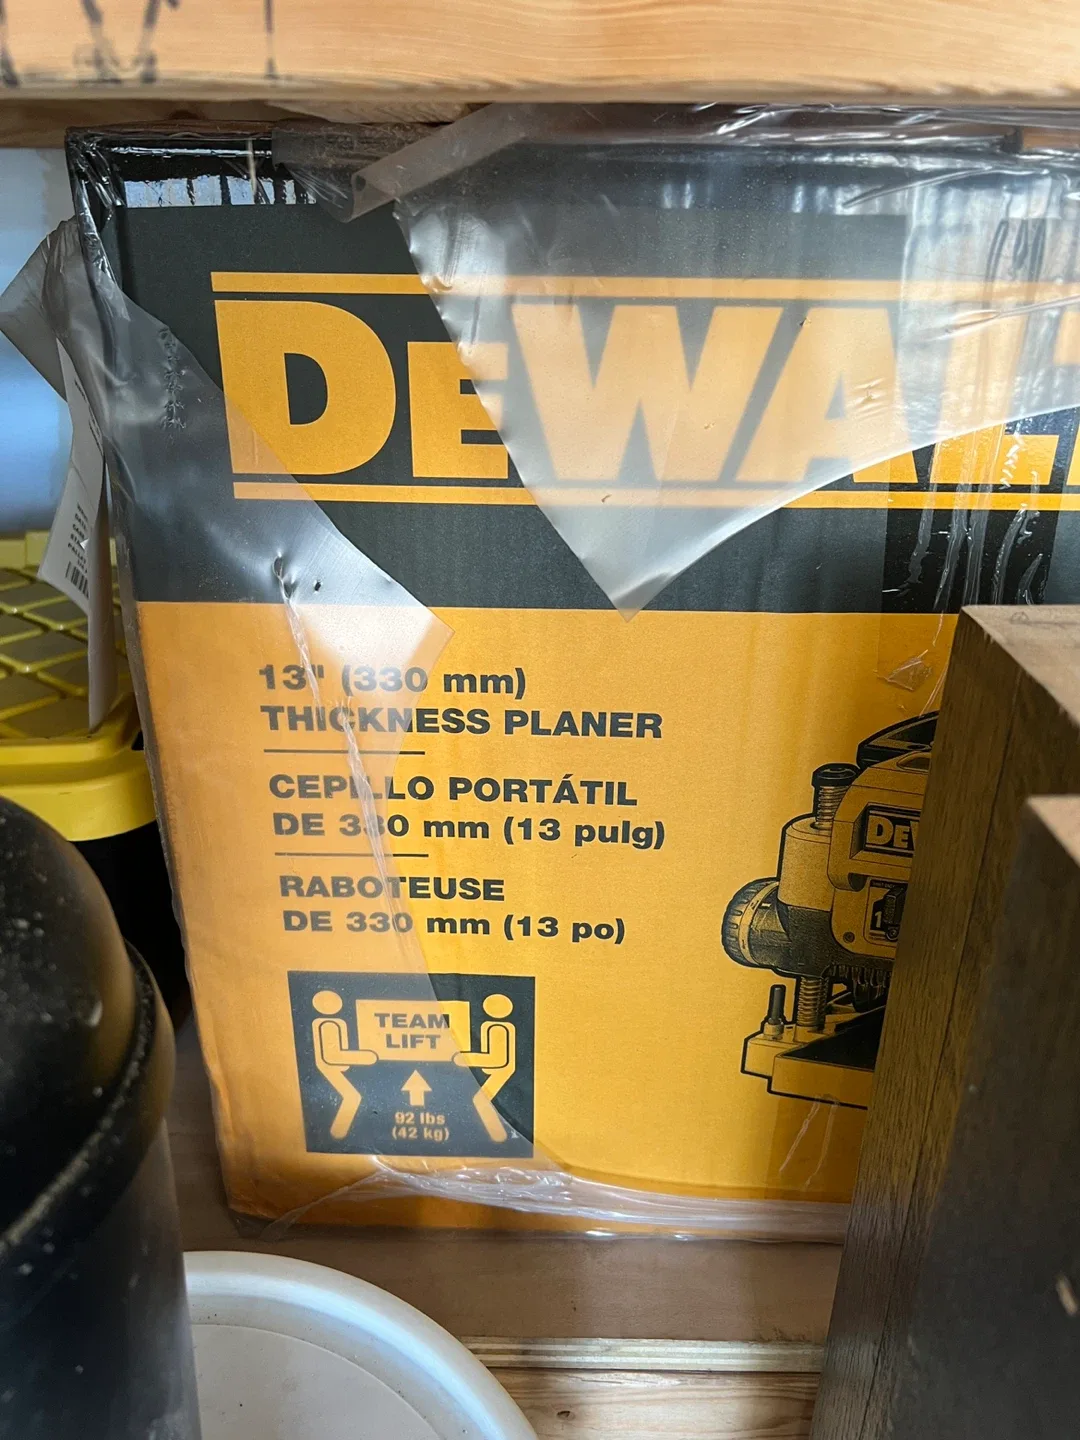 DEWALT
13" (330 mm)
THICKNESS PLANER
CEPILLO PORTÁTIL
DE 330 mm (13 pulg)
RABOTEUSE
DE 330 mm (13 po)
TEAM
LIFT
92 lbs
(42 kg)